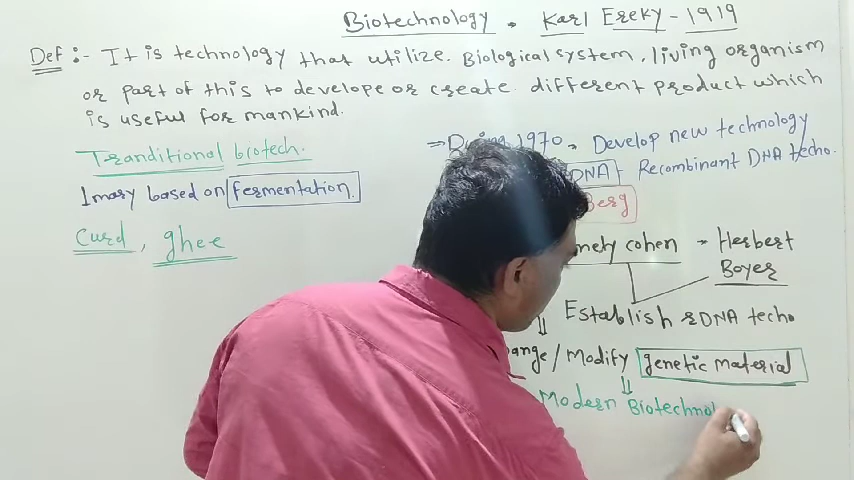 Biotechnology • Karl Ereky - 1919
Def :- It is technology that utilize. Biological system, living organism
or part of this to develope or create different product which
is useful for mankind.
Tranditional biotech.
Imary based on fermentation.
Curd, ghee
⇒ During 1970, Develop new technology
rDNA + Recombinant DNA techo.
Berg
cohen → Herbert
Boyer
Establish rDNA techo
/ Modify genetic material
Modern Biotechnol